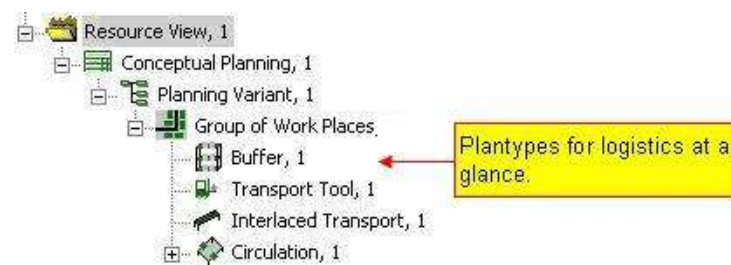 Resource View, 1
Conceptual Planning, 1
Planning Variant, 1
Group of Work Places
Buffer, 1
Plantypes for logistics at a
glance.
Transport Tool, 1
Interlaced Transport, 1
Circulation, 1